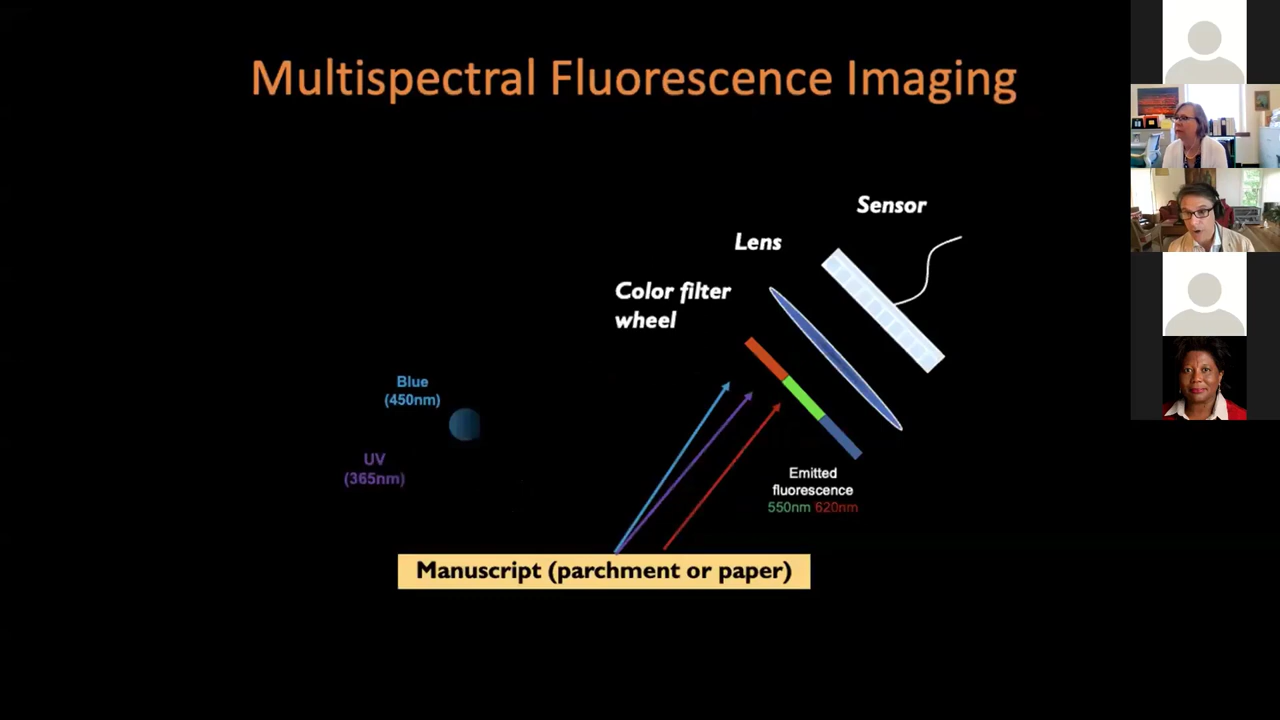 Multispectral Fluorescence Imaging
Sensor
Lens
Color filter
wheel
Blue
(450nm)
UV
(365nm)
Emitted
fluorescence
550nm 620nm
Manuscript (parchment or paper)